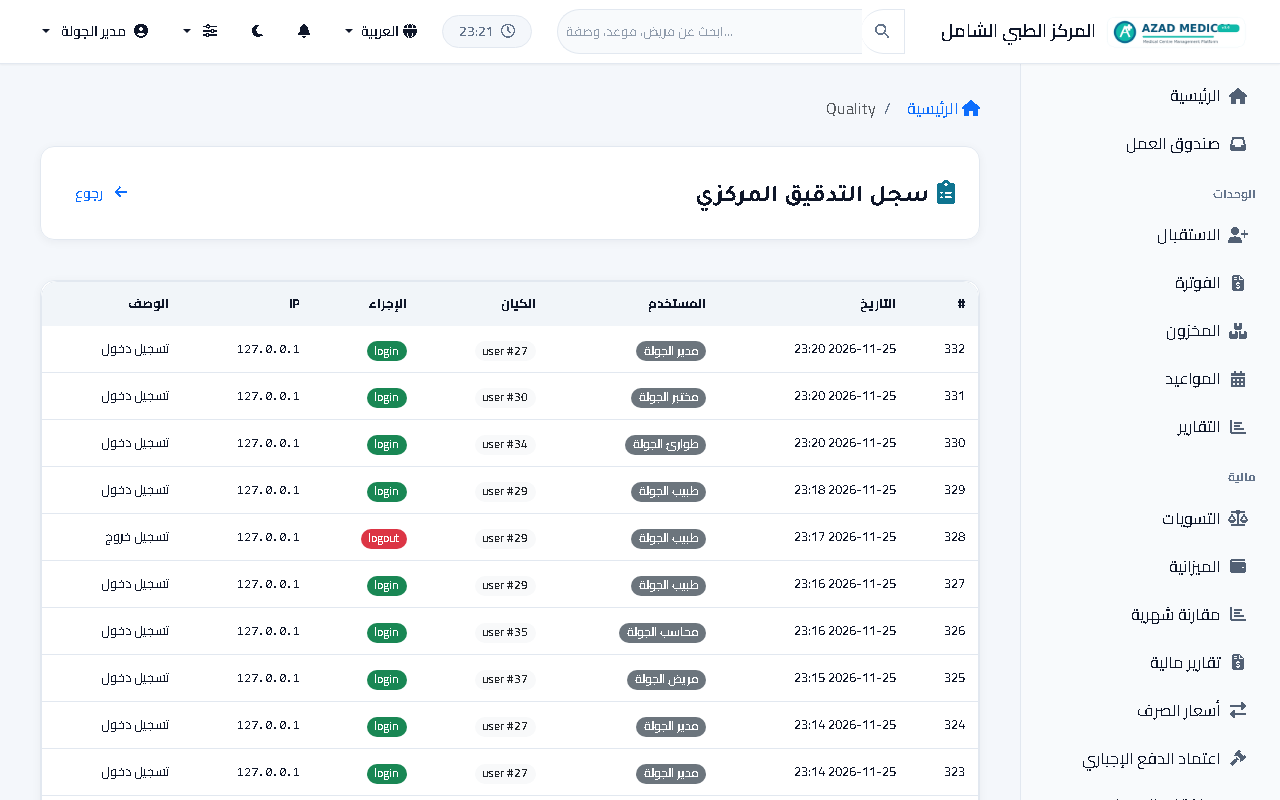 AZAD MEDIC
Medical Centre Management Platform
المركز الطبي الشامل
ابحث عن مريض، موعد، وصفة...
23:21
العربية
مدير الجولة
الرئيسية
صندوق العمل
الوحدات
الاستقبال
الفوترة
المخزون
المواعيد
التقارير
مالية
التسويات
الميزانية
مقارنة شهرية
تقارير مالية
أسعار الصرف
اعتماد الدفع الإجباري
الرئيسية / Quality
سجل التدقيق المركزي
رجوع
# التاريخ المستخدم الكيان الإجراء IP الوصف
332 2026-11-25 23:20 مدير الجولة user #27 login 127.0.0.1 تسجيل دخول
331 2026-11-25 23:20 مختبر الجولة user #30 login 127.0.0.1 تسجيل دخول
330 2026-11-25 23:20 طوارئ الجولة user #34 login 127.0.0.1 تسجيل دخول
329 2026-11-25 23:18 طبيب الجولة user #29 login 127.0.0.1 تسجيل دخول
328 2026-11-25 23:17 طبيب الجولة user #29 logout 127.0.0.1 تسجيل خروج
327 2026-11-25 23:16 طبيب الجولة user #29 login 127.0.0.1 تسجيل دخول
326 2026-11-25 23:16 محاسب الجولة user #35 login 127.0.0.1 تسجيل دخول
325 2026-11-25 23:15 مريض الجولة user #37 login 127.0.0.1 تسجيل دخول
324 2026-11-25 23:14 مدير الجولة user #27 login 127.0.0.1 تسجيل دخول
323 2026-11-25 23:14 مدير الجولة user #27 login 127.0.0.1 تسجيل دخول